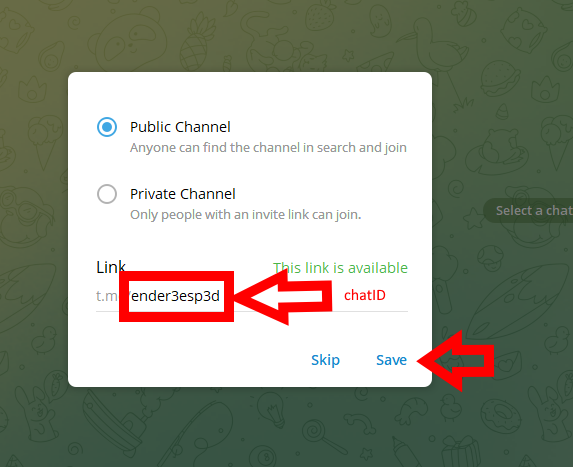 Public Channel
Anyone can find the channel in search and join
Private Channel
Only people with an invite link can join.
Select a chat
Link This link is available
t.m/ender3esp3d chatID
Skip Save